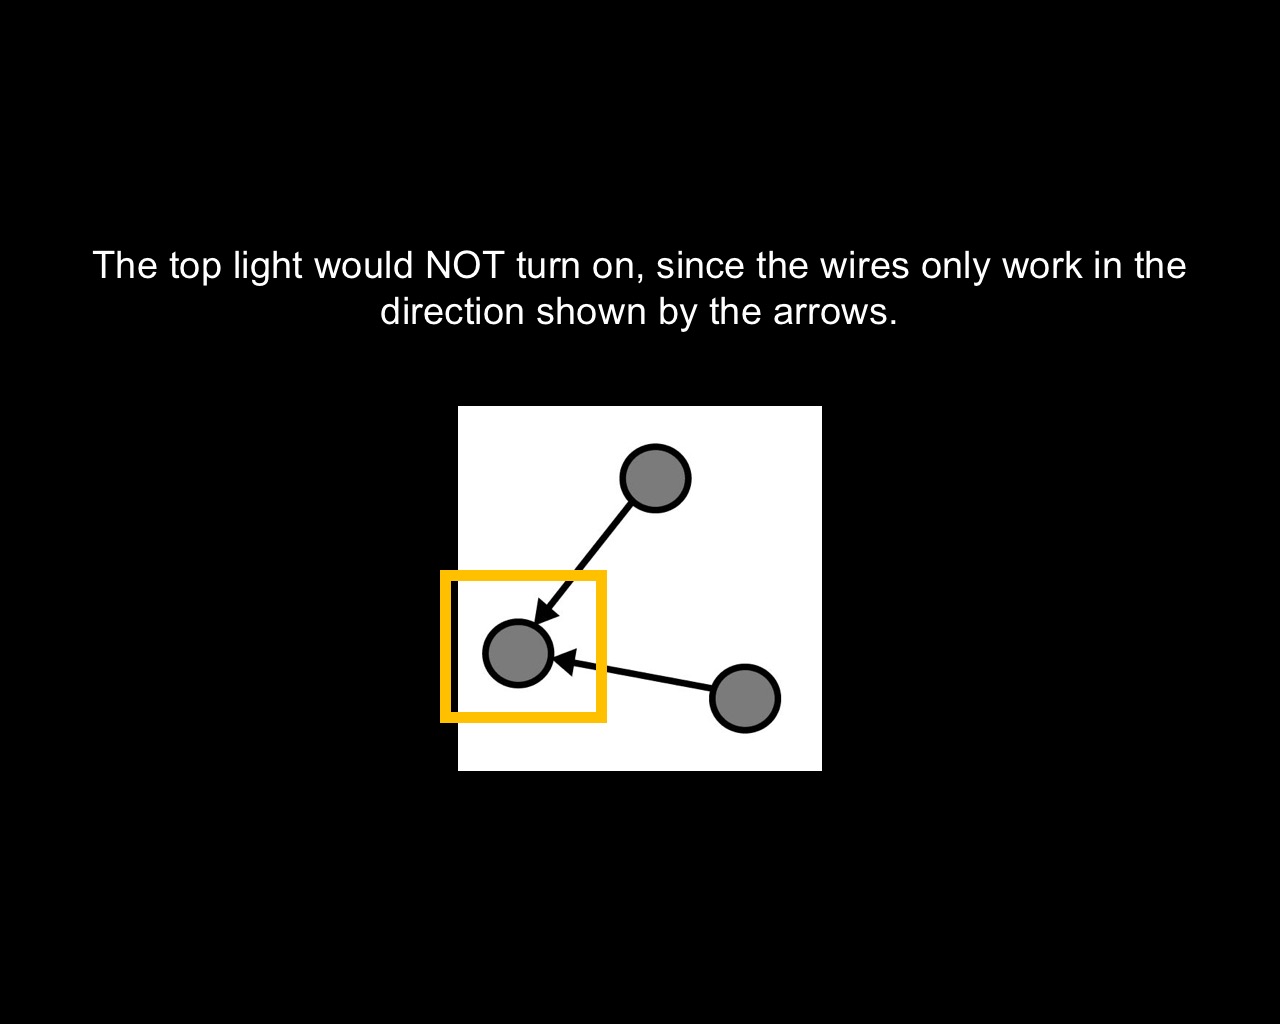 The top light would NOT turn on, since the wires only work in the
direction shown by the arrows.